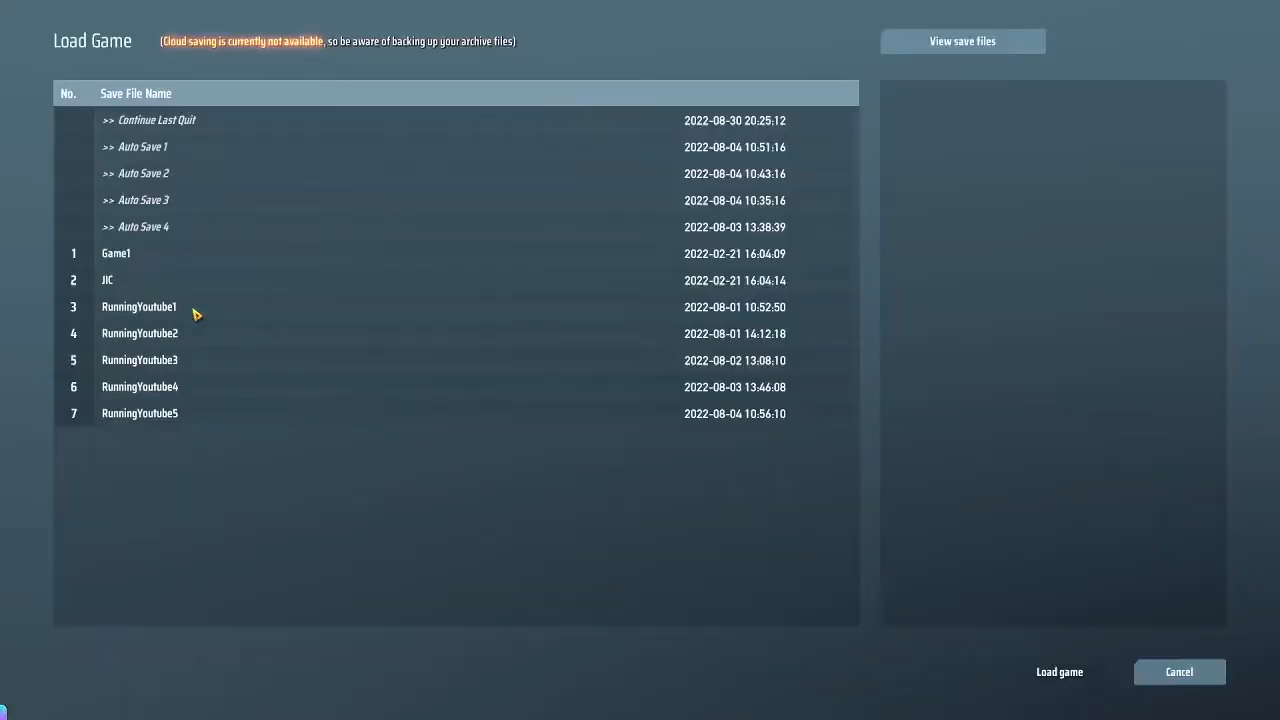 Load Game (Cloud saving is currently not available, so be aware of backing up your archive files) View save files
No. Save File Name
>> Continue Last Quit 2022-08-30 20:25:12
>> Auto Save 1 2022-08-04 10:51:16
>> Auto Save 2 2022-08-04 10:43:16
>> Auto Save 3 2022-08-04 10:35:16
>> Auto Save 4 2022-08-03 13:38:39
1 Game1 2022-02-21 16:04:09
2 JIC 2022-02-21 16:04:14
3 RunningYoutube1 2022-08-01 10:52:50
4 RunningYoutube2 2022-08-01 14:12:18
5 RunningYoutube3 2022-08-02 13:08:10
6 RunningYoutube4 2022-08-03 13:46:08
7 RunningYoutube5 2022-08-04 10:56:10
Load game Cancel